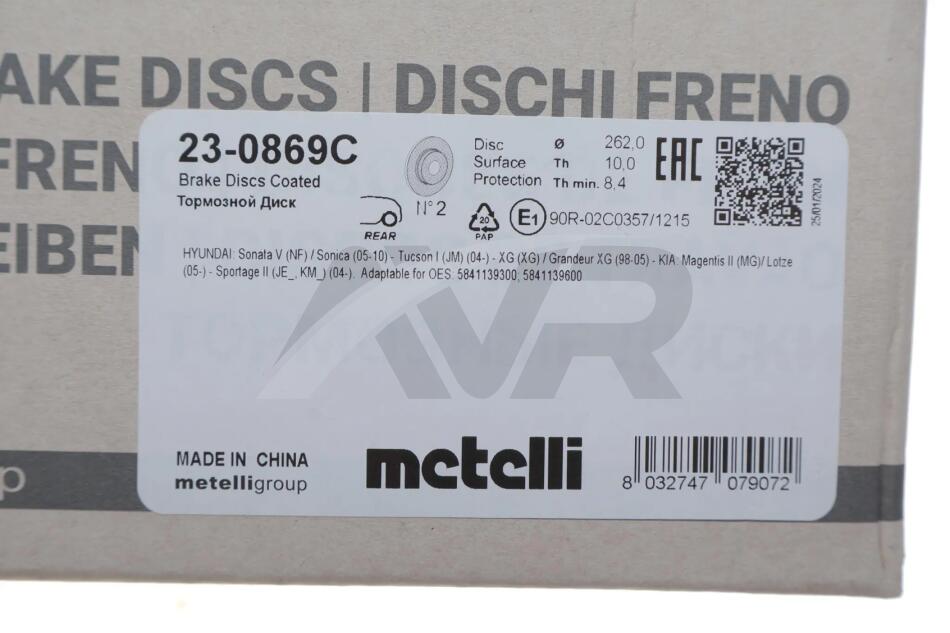 AKE DISCS | DISCHI FRENO
FREN
EIBEN
23-0869C
Brake Discs Coated
Тормозной Диск
N°2
REAR
Disc
Surface
Protection
ø 262,0
Th 10,0
Th min. 8,4
EAC
20
PAP
E1 90R-02C0357/1215
25/01/2024
HYUNDAI: Sonata V (NF) / Sonica (05-10) - Tucson I (JM) (04-) - XG (XG) / Grandeur XG (98-05) - KIA: Magentis II (MG)/ Lotze
(05-) - Sportage II (JE_, KM_) (04-). Adaptable for OES: 5841139300; 5841139600
AVR
MADE IN CHINA
metelligroup
metelli
8 032747 079072
p